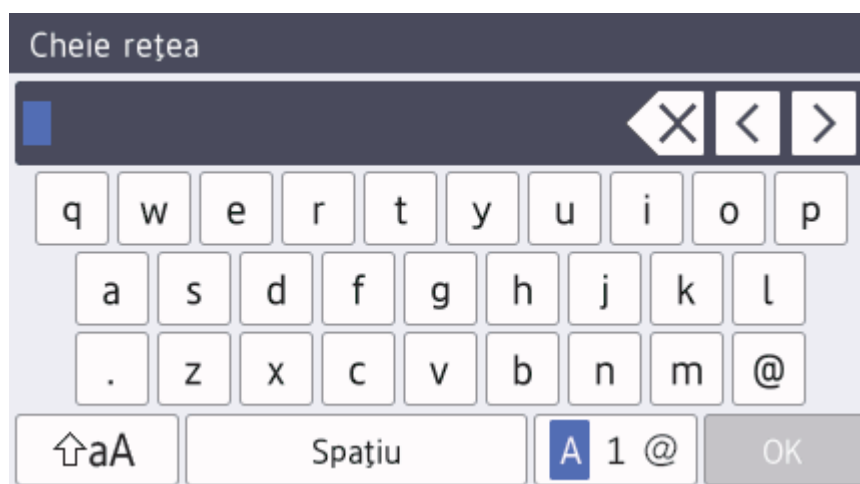 Cheie rețea
q w e r t y u i o p
a s d f g h j k l
. z x c v b n m @
aA Spațiu A 1 @ OK